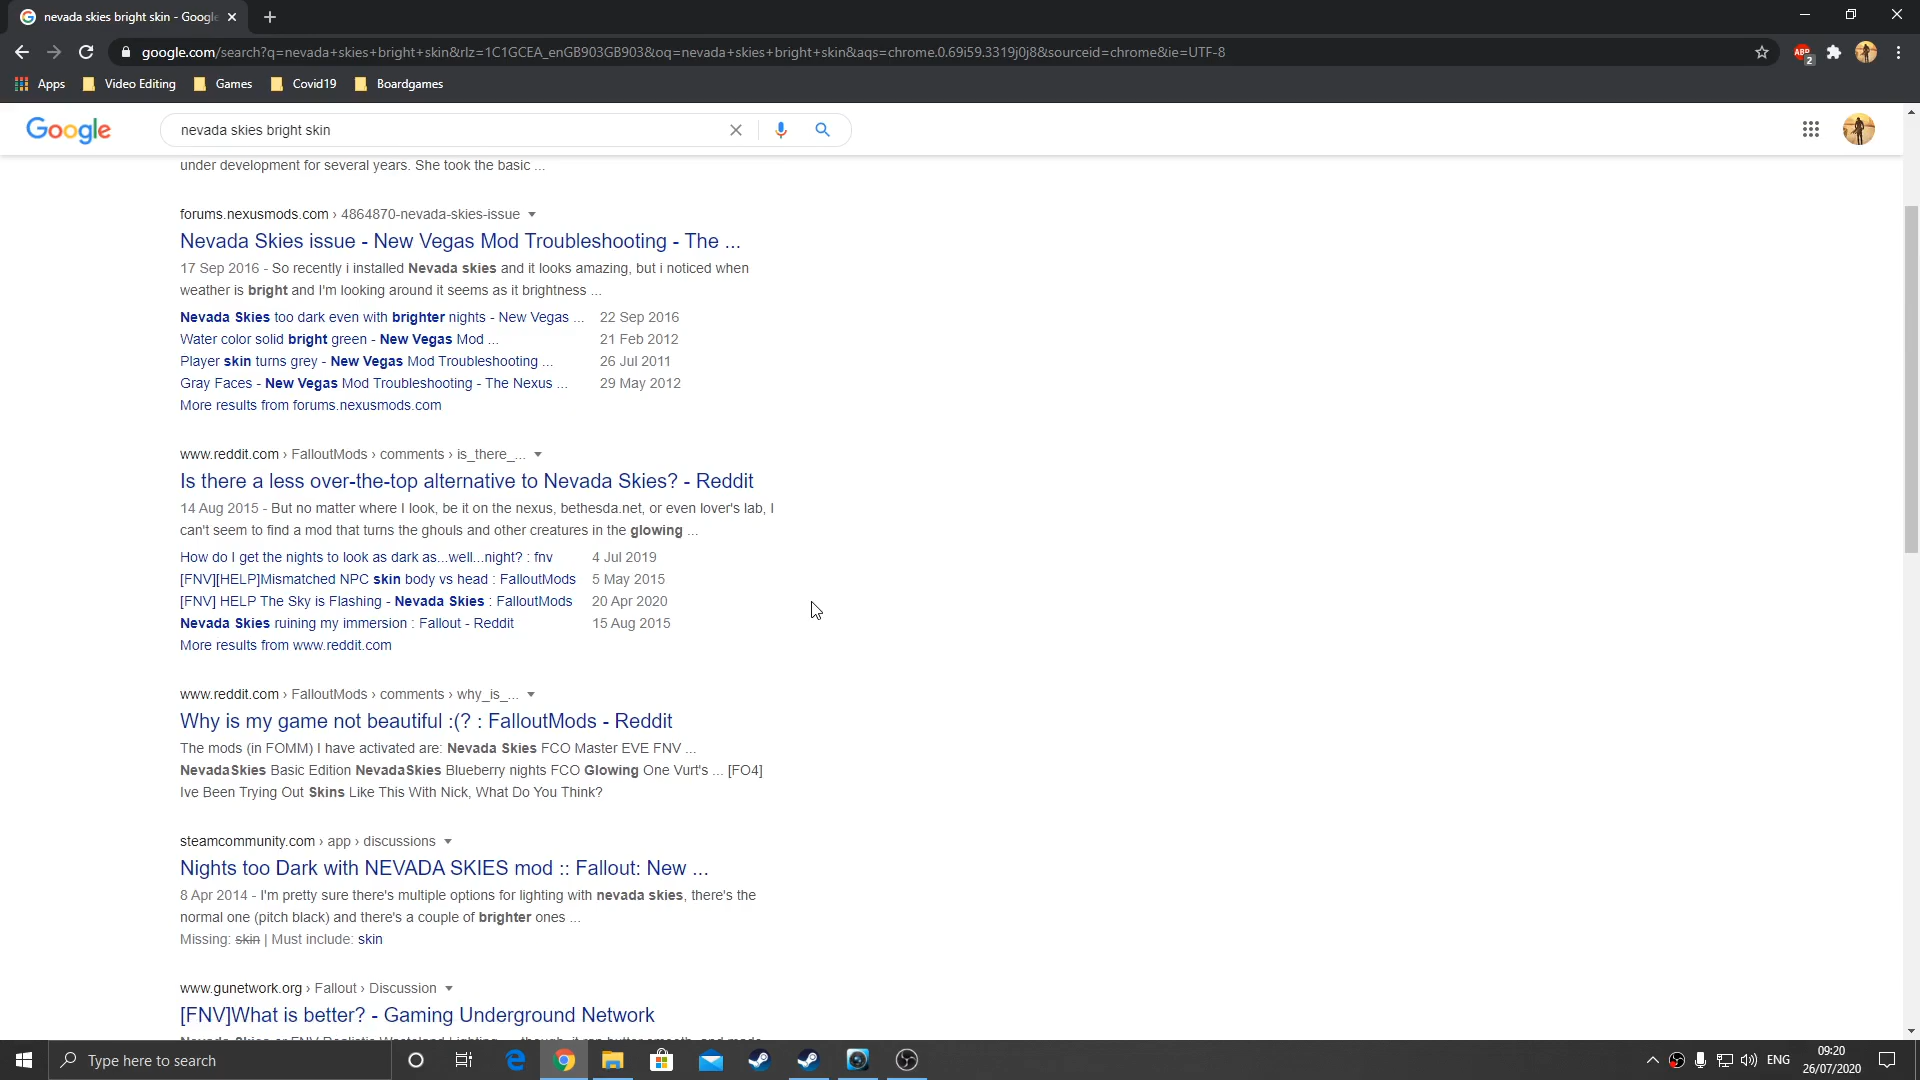 nevada skies bright skin - Google
google.com/search?q=nevada+skies+bright+skin&rlz=1C1GCEA_enGB903GB903&oq=nevada+skies+bright+skin&aqs=chrome.0.69i59.3319j0j8&sourceid=chrome&ie=UTF-8
ABP
2
Apps
Video Editing
Games
Covid19
Boardgames
Google
nevada skies bright skin
under development for several years. She took the basic ...
forums.nexusmods.com › 4864870-nevada-skies-issue
Nevada Skies issue - New Vegas Mod Troubleshooting - The ...
17 Sep 2016 - So recently i installed Nevada skies and it looks amazing, but i noticed when
weather is bright and I'm looking around it seems as it brightness ...
Nevada Skies too dark even with brighter nights - New Vegas ... 22 Sep 2016
Water color solid bright green - New Vegas Mod ... 21 Feb 2012
Player skin turns grey - New Vegas Mod Troubleshooting ... 26 Jul 2011
Gray Faces - New Vegas Mod Troubleshooting - The Nexus ... 29 May 2012
More results from forums.nexusmods.com
www.reddit.com › FalloutMods › comments › is_there_...
Is there a less over-the-top alternative to Nevada Skies? - Reddit
14 Aug 2015 - But no matter where I look, be it on the nexus, bethesda.net, or even lover's lab, I
can't seem to find a mod that turns the ghouls and other creatures in the glowing ...
How do I get the nights to look as dark as...well...night? : fnv 4 Jul 2019
[FNV][HELP]Mismatched NPC skin body vs head : FalloutMods 5 May 2015
[FNV] HELP The Sky is Flashing - Nevada Skies : FalloutMods 20 Apr 2020
Nevada Skies ruining my immersion : Fallout - Reddit 15 Aug 2015
More results from www.reddit.com
www.reddit.com › FalloutMods › comments › why_is_...
Why is my game not beautiful :(? : FalloutMods - Reddit
The mods (in FOMM) I have activated are: Nevada Skies FCO Master EVE FNV ...
NevadaSkies Basic Edition NevadaSkies Blueberry nights FCO Glowing One Vurt's ... [FO4]
Ive Been Trying Out Skins Like This With Nick, What Do You Think?
steamcommunity.com › app › discussions
Nights too Dark with NEVADA SKIES mod :: Fallout: New ...
8 Apr 2014 - I'm pretty sure there's multiple options for lighting with nevada skies, there's the
normal one (pitch black) and there's a couple of brighter ones ...
Missing: skin | Must include: skin
www.gunetwork.org › Fallout › Discussion
[FNV]What is better? - Gaming Underground Network
Type here to search
ENG
09:20
26/07/2020